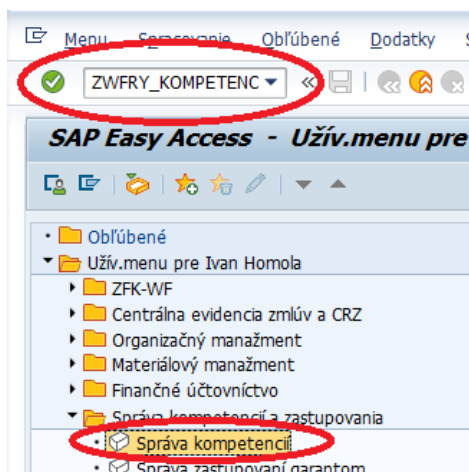 Menu Spracovanie Obľúbené Dodatky
ZWFRY_KOMPETENC
SAP Easy Access - Užív.menu pre
Obľúbené
Užív.menu pre Ivan Homola
ZFK-WF
Centrálna evidencia zmlúv a CRZ
Organizačný manažment
Materiálový manažment
Finančné účtovníctvo
Správa kompetencií a zastupovania
Správa kompetencií
Správa zastupovaní garantom